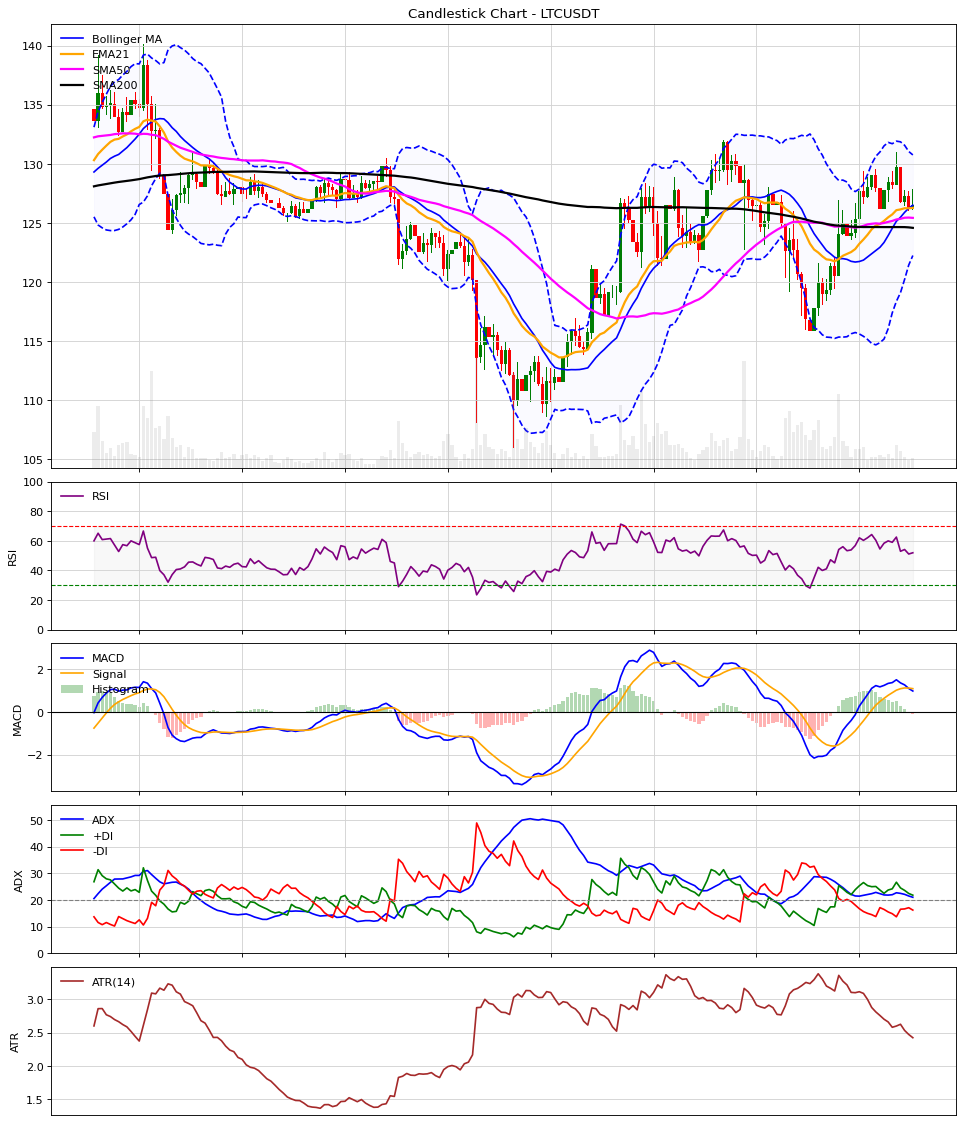 Candlestick Chart - LTCUSDT
Bollinger MA
EMA21
SMA50
SMA200
140
135
130
125
120
115
110
105
RSI
100
80
60
40
20
0
RSI
MACD
Signal
Histogram
2
0
−2
MACD
ADX
+DI
-DI
50
40
30
20
10
0
ADX
ATR(14)
3.0
2.5
2.0
1.5
ATR